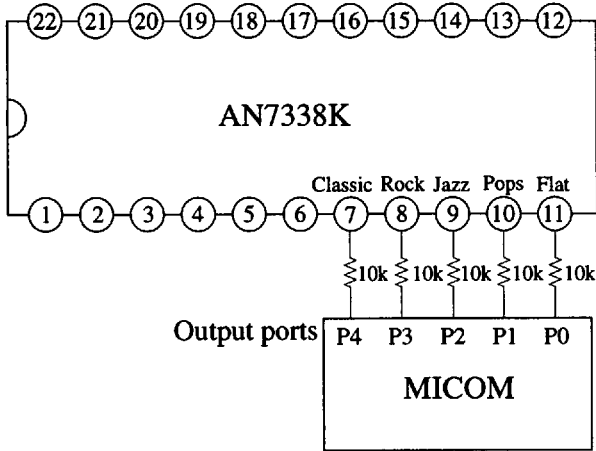 22 21 20 19 18 17 16 15 14 13 12
AN7338K
Classic Rock Jazz Pops Flat
1 2 3 4 5 6 7 8 9 10 11
10k 10k 10k 10k 10k
Output ports P4 P3 P2 P1 P0
MICOM